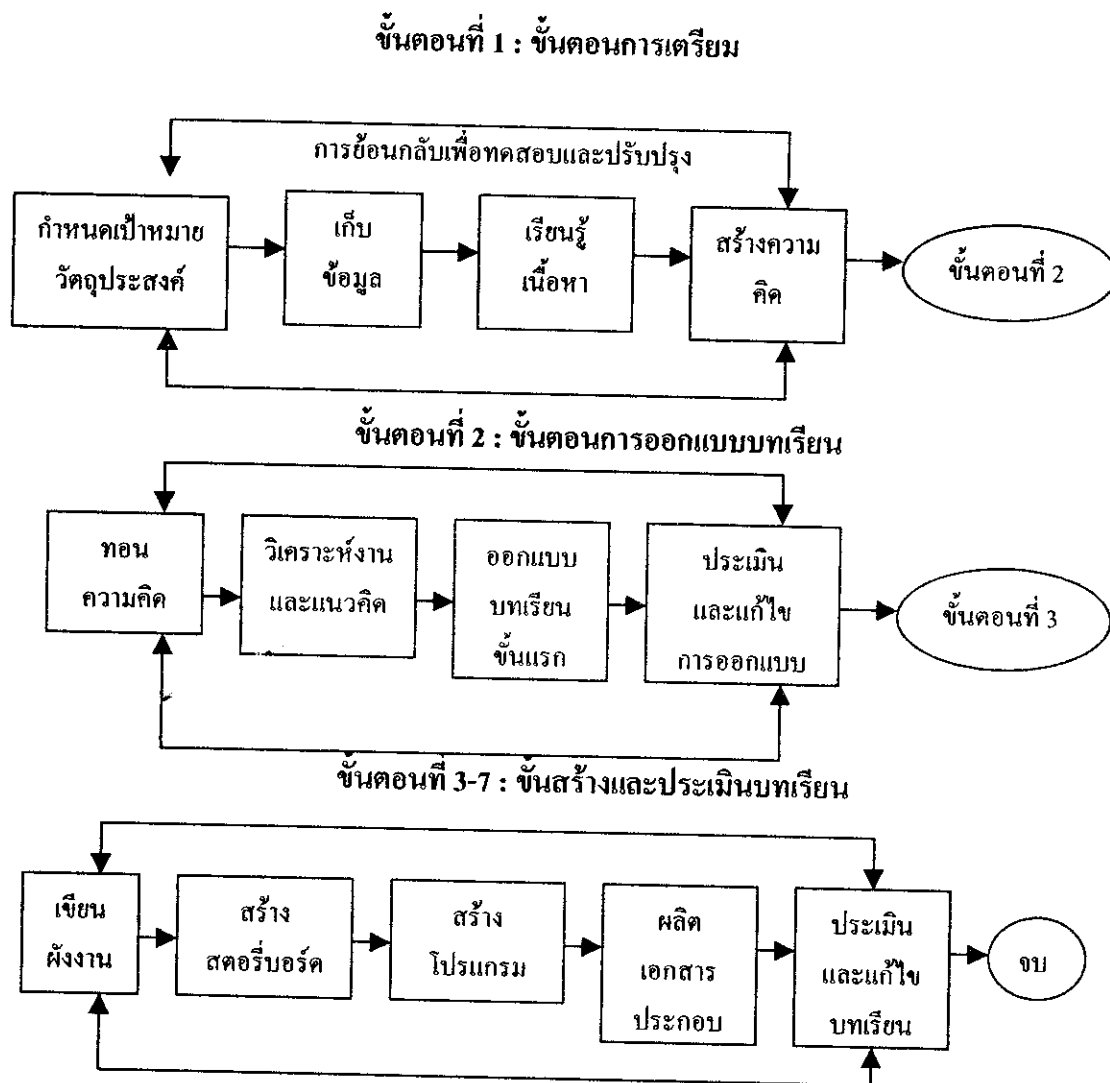 ขั้นตอนที่ 1 : ขั้นตอนการเตรียม
การย้อนกลับเพื่อทดสอบและปรับปรุง
กำหนดเป้าหมาย
วัตถุประสงค์
เก็บ
ข้อมูล
เรียนรู้
เนื้อหา
สร้างความ
คิด
ขั้นตอนที่ 2
ขั้นตอนที่ 2 : ขั้นตอนการออกแบบบทเรียน
ทอน
ความคิด
วิเคราะห์งาน
และแนวคิด
ออกแบบ
บทเรียน
ขั้นแรก
ประเมิน
และแก้ไข
การออกแบบ
ขั้นตอนที่ 3
ขั้นตอนที่ 3-7 : ขั้นสร้างและประเมินบทเรียน
เขียน
ผังงาน
สร้าง
สตอรี่บอร์ด
สร้าง
โปรแกรม
ผลิต
เอกสาร
ประกอบ
ประเมิน
และแก้ไข
บทเรียน
จบ